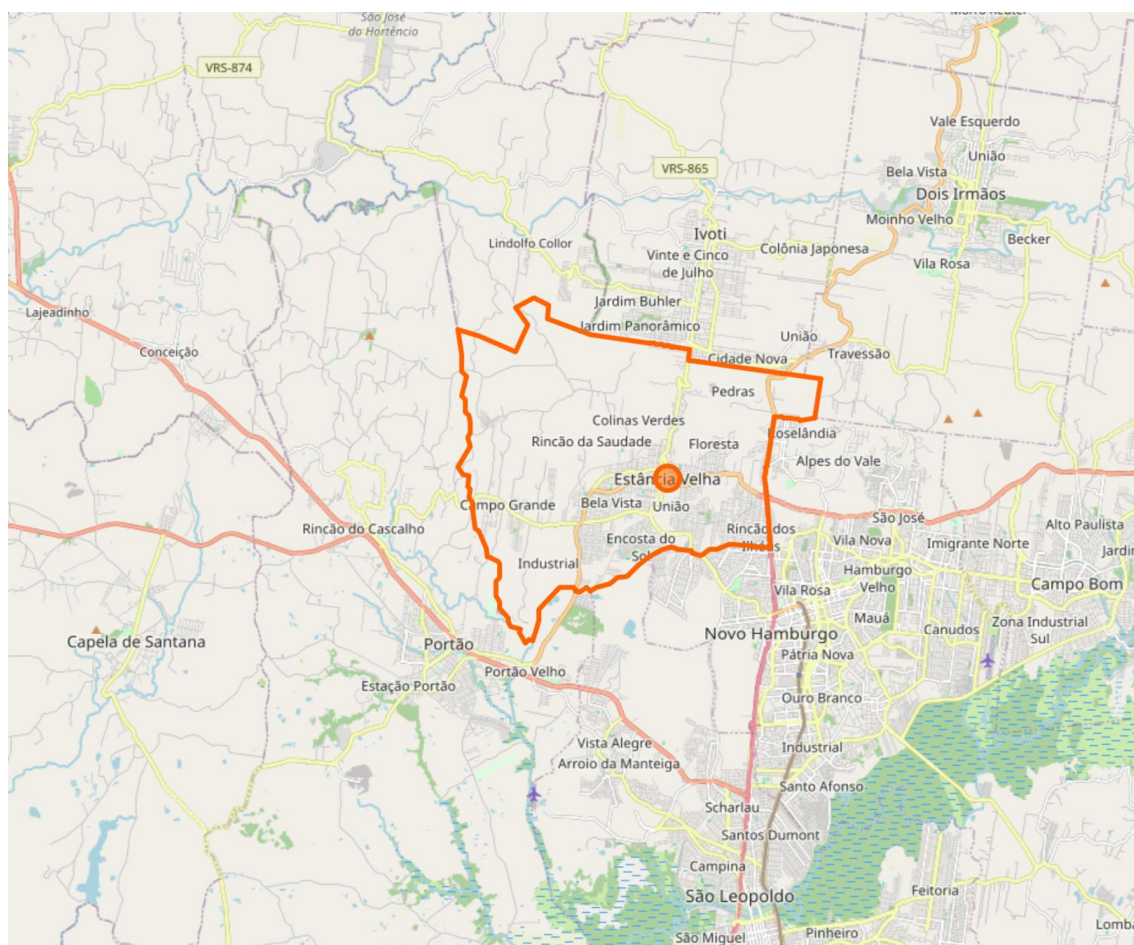 Morro Reuter
São José
do Hortêncio
VRS-874
Vale Esquerdo
União
VRS-865
Bela Vista
Dois Irmãos
Moinho Velho
Ivoti
Becker
Lindolfo Collor
Colônia Japonesa
Vinte e Cinco
de Julho
Vila Rosa
Jardim Buhler
Lajeadinho
Jardim Panorâmico
União
Conceição
Cidade Nova
Travessão
Pedras
Colinas Verdes
Roselândia
Rincão da Saudade
Floresta
Alpes do Vale
Estância Velha
Campo Grande
Bela Vista
União
São José
Rincão do Cascalho
Rincão dos
Ilhéus
Alto Paulista
Encosta do
Sol
Vila Nova
Imigrante Norte
Jardim
Industrial
Hamburgo
Velho
Campo Bom
Vila Rosa
Mauá
Zona Industrial
Sul
Canudos
Novo Hamburgo
Capela de Santana
Portão
Pátria Nova
Portão Velho
Estação Portão
Ouro Branco
Vista Alegre
Industrial
Arroio da Manteiga
Santo Afonso
Scharlau
Santos Dumont
Campina
São Leopoldo
Feitoria
São Miguel
Pinheiro
Lomba